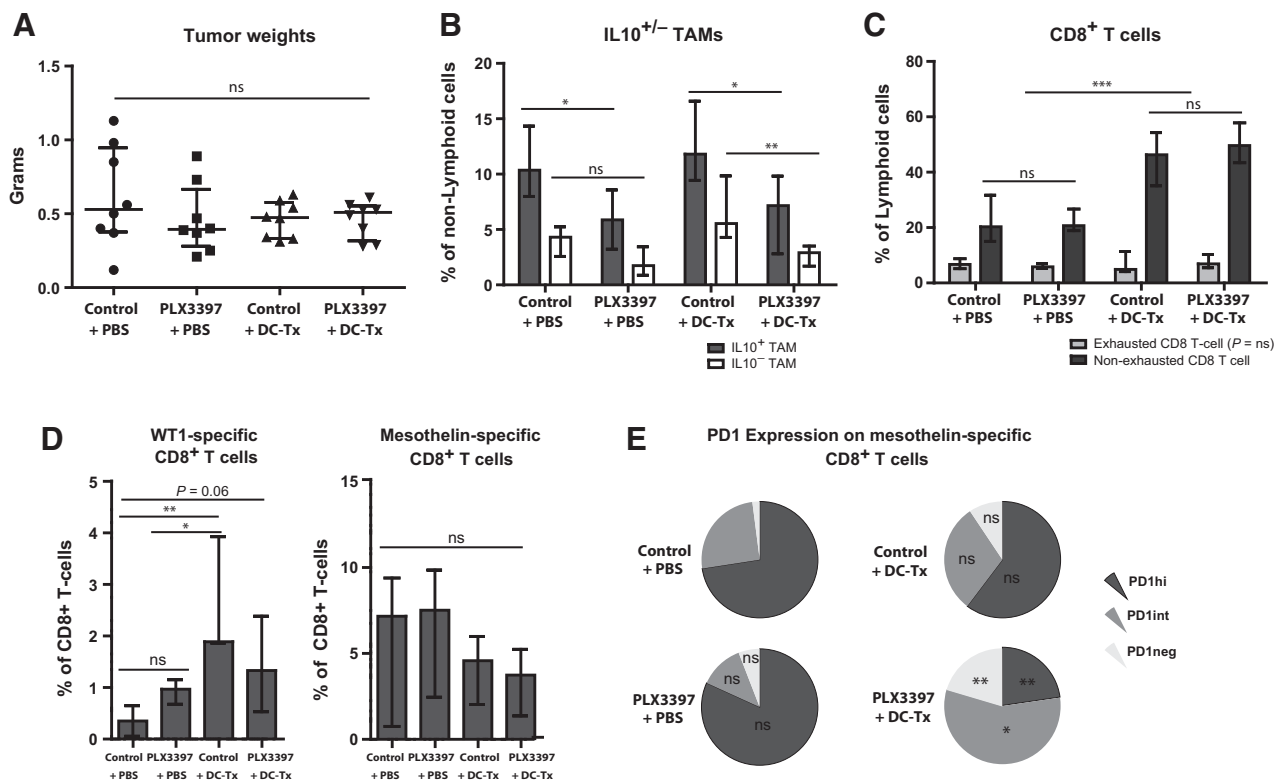 A
Tumor weights
ns
Grams
1.5
1.0
0.5
0.0
Control
+ PBS
PLX3397
+ PBS
Control
+ DC-Tx
PLX3397
+ DC-Tx
B
IL10+/– TAMs
% of non-Lymphoid cells
20
15
10
5
0
*
ns
*
**
Control
+ PBS
PLX3397
+ PBS
Control
+ DC-Tx
PLX3397
+ DC-Tx
IL10+ TAM
IL10– TAM
C
CD8+ T cells
% of Lymphoid cells
80
60
40
20
0
***
ns
ns
Control
+ PBS
PLX3397
+ PBS
Control
+ DC-Tx
PLX3397
+ DC-Tx
Exhausted CD8 T-cell (P = ns)
Non-exhausted CD8 T cell
D
WT1-specific
CD8+ T cells
% of CD8+ T-cells
5
4
3
2
1
0
P = 0.06
**
*
ns
Control
+ PBS
PLX3397
+ PBS
Control
+ DC-Tx
PLX3397
+ DC-Tx
Mesothelin-specific
CD8+ T cells
% of CD8+ T-cells
15
10
5
0
ns
Control
+ PBS
PLX3397
+ PBS
Control
+ DC-Tx
PLX3397
+ DC-Tx
E
PD1 Expression on mesothelin-specific
CD8+ T cells
Control
+ PBS
Control
+ DC-Tx
ns
ns
ns
PLX3397
+ PBS
ns
ns
ns
PLX3397
+ DC-Tx
**
**
*
PD1hi
PD1int
PD1neg